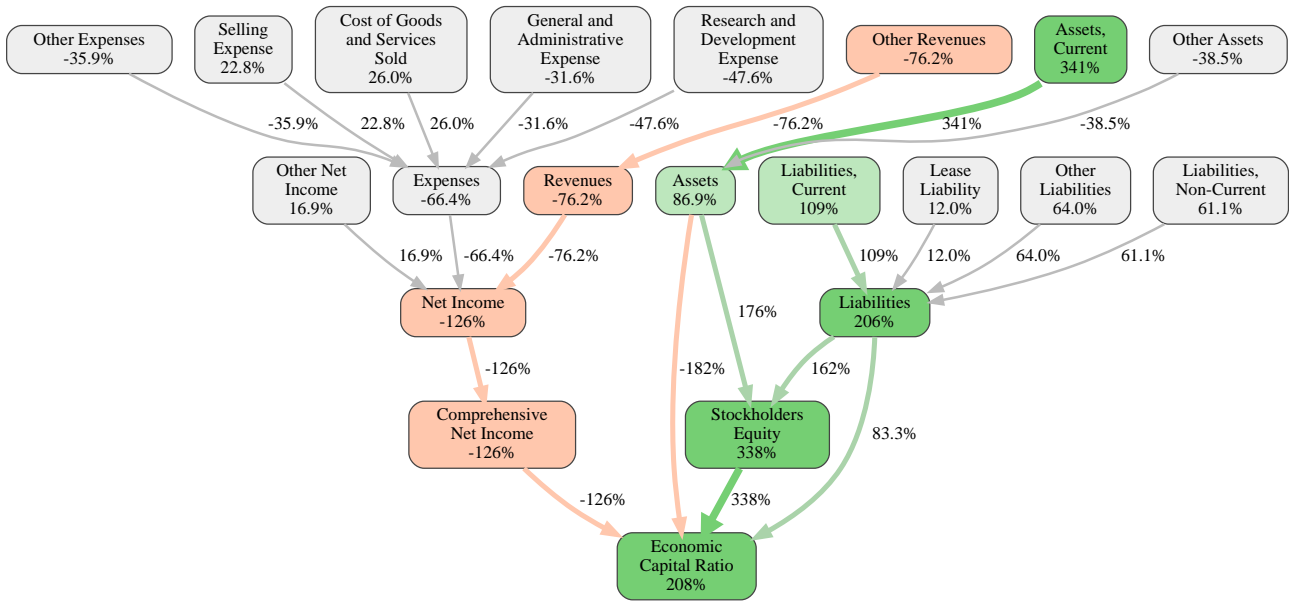 Other Expenses
-35.9%
Selling
Expense
22.8%
Cost of Goods
and Services
Sold
26.0%
General and
Administrative
Expense
-31.6%
Research and
Development
Expense
-47.6%
Other Revenues
-76.2%
Assets,
Current
341%
Other Assets
-38.5%
-35.9%
22.8%
26.0%
-31.6%
-47.6%
-76.2%
341%
-38.5%
Other Net
Income
16.9%
Expenses
-66.4%
Revenues
-76.2%
Assets
86.9%
Liabilities,
Current
109%
Lease
Liability
12.0%
Other
Liabilities
64.0%
Liabilities,
Non-Current
61.1%
16.9%
-66.4%
-76.2%
109%
12.0%
64.0%
61.1%
Net Income
-126%
176%
Liabilities
206%
-126%
-182%
162%
Comprehensive
Net Income
-126%
Stockholders
Equity
338%
83.3%
-126%
338%
Economic
Capital Ratio
208%